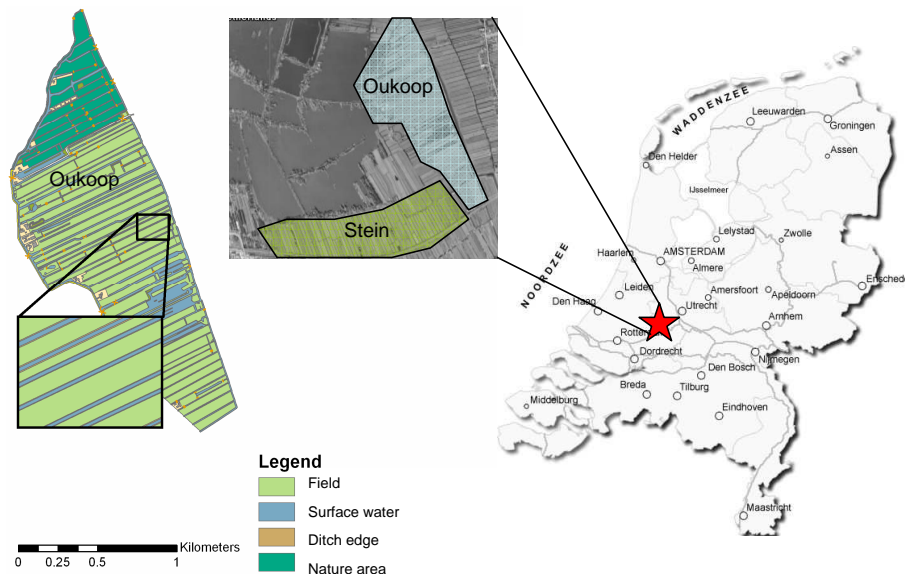 Oukoop
Oukoop
Stein
Legend
Field
Surface water
Ditch edge
Nature area
Kilometers
0 0.25 0.5 1
WADDENZEE
NOORDZEE
Leeuwarden
Groningen
Assen
Den Helder
IJsselmeer
Lelystad
Zwolle
Haarlem
AMSTERDAM
Almere
Enschede
Leiden
Amersfoort
Apeldoorn
Den Haag
Utrecht
Arnhem
Rotter
Dordrecht
Nijmegen
Den Bosch
Breda
Tilburg
Middelburg
Eindhoven
Maastricht